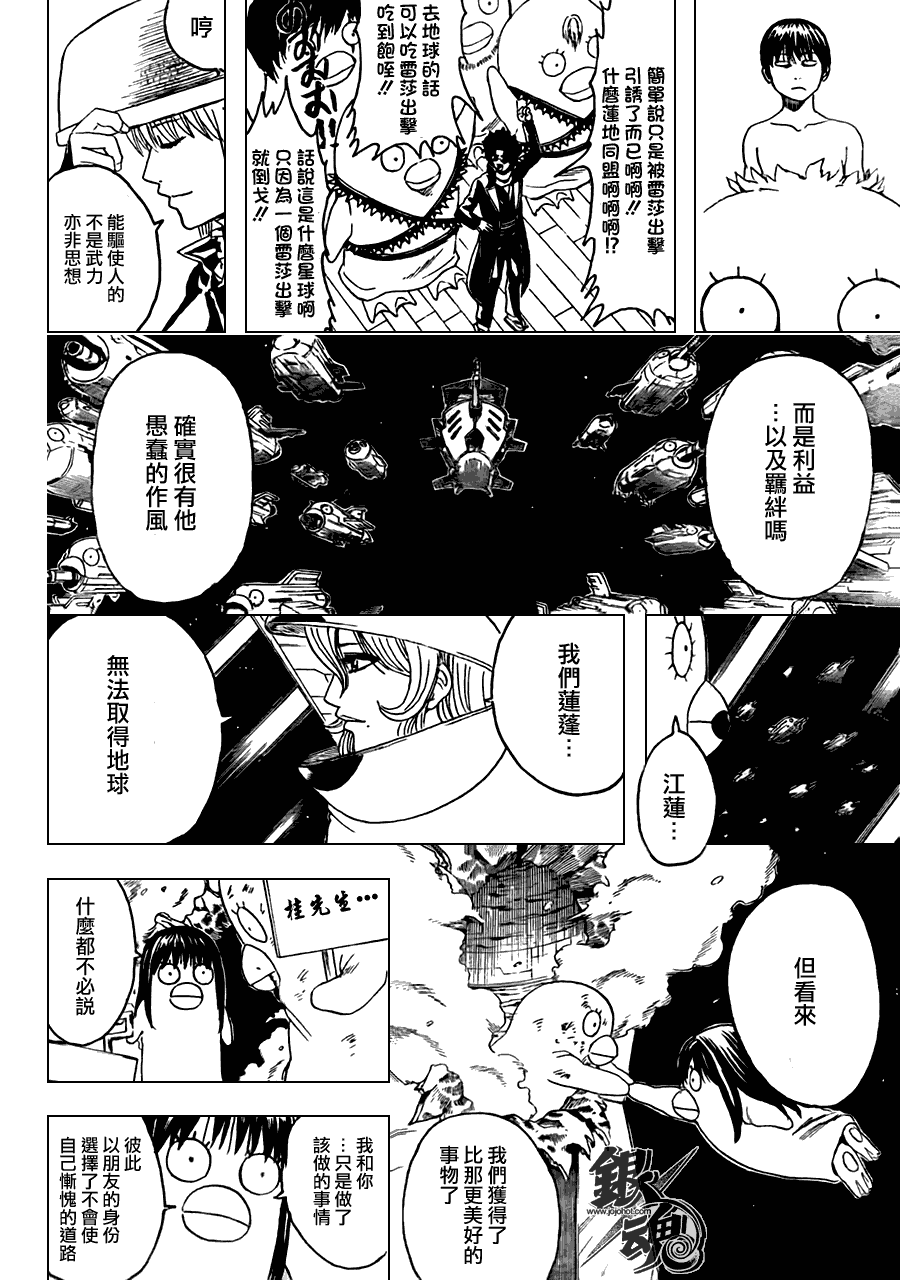 簡單說只是被雷莎出擊
引誘了而已啊啊!!
什麼蓮地同盟啊啊啊!?
去地球的話
可以吃雷莎出擊
吃到飽哇!!
おおお!!
話說這是什麼星球啊
只因為一個雷莎出擊
就倒戈!!
哼
能驅使人的
不是武力
亦非思想
而是利益
…以及羈絆嗎
確實很有他
愚蠢的作風
江蓮…
我們蓮蓬…
無法取得地球
但看來
我們獲得了
比那更美好的
事物了
桂先生…
什麼都不必說
我和你
…只是做了
該做的事情
彼此
以朋友的身份
選擇了不會使
自己慚愧的道路
銀魂
www.jojohot.com